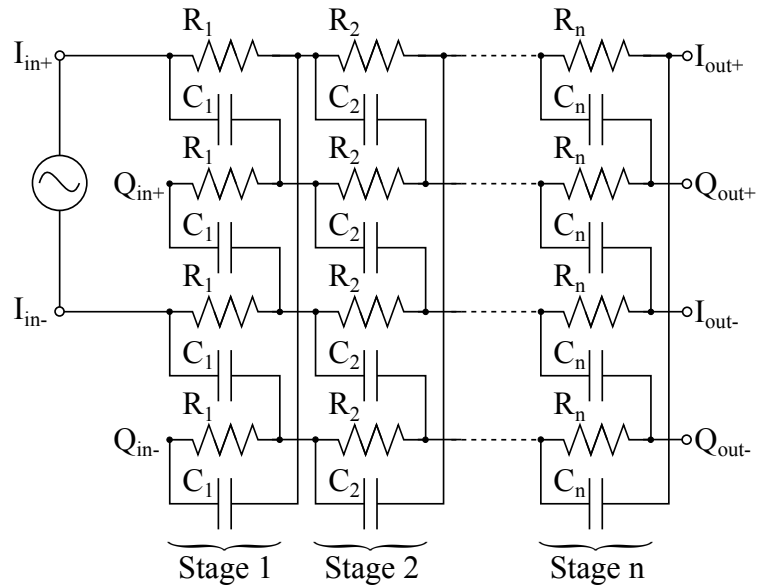 R₁ R₂ Rₙ
Iᵢₙ₊ Iₒᵤₜ₊
C₁ C₂ Cₙ
R₁ R₂ Rₙ
Qᵢₙ₊ Qₒᵤₜ₊
C₁ C₂ Cₙ
R₁ R₂ Rₙ
Iᵢₙ₋ Iₒᵤₜ₋
C₁ C₂ Cₙ
R₁ R₂ Rₙ
Qᵢₙ₋ Qₒᵤₜ₋
C₁ C₂ Cₙ
Stage 1 Stage 2 Stage n